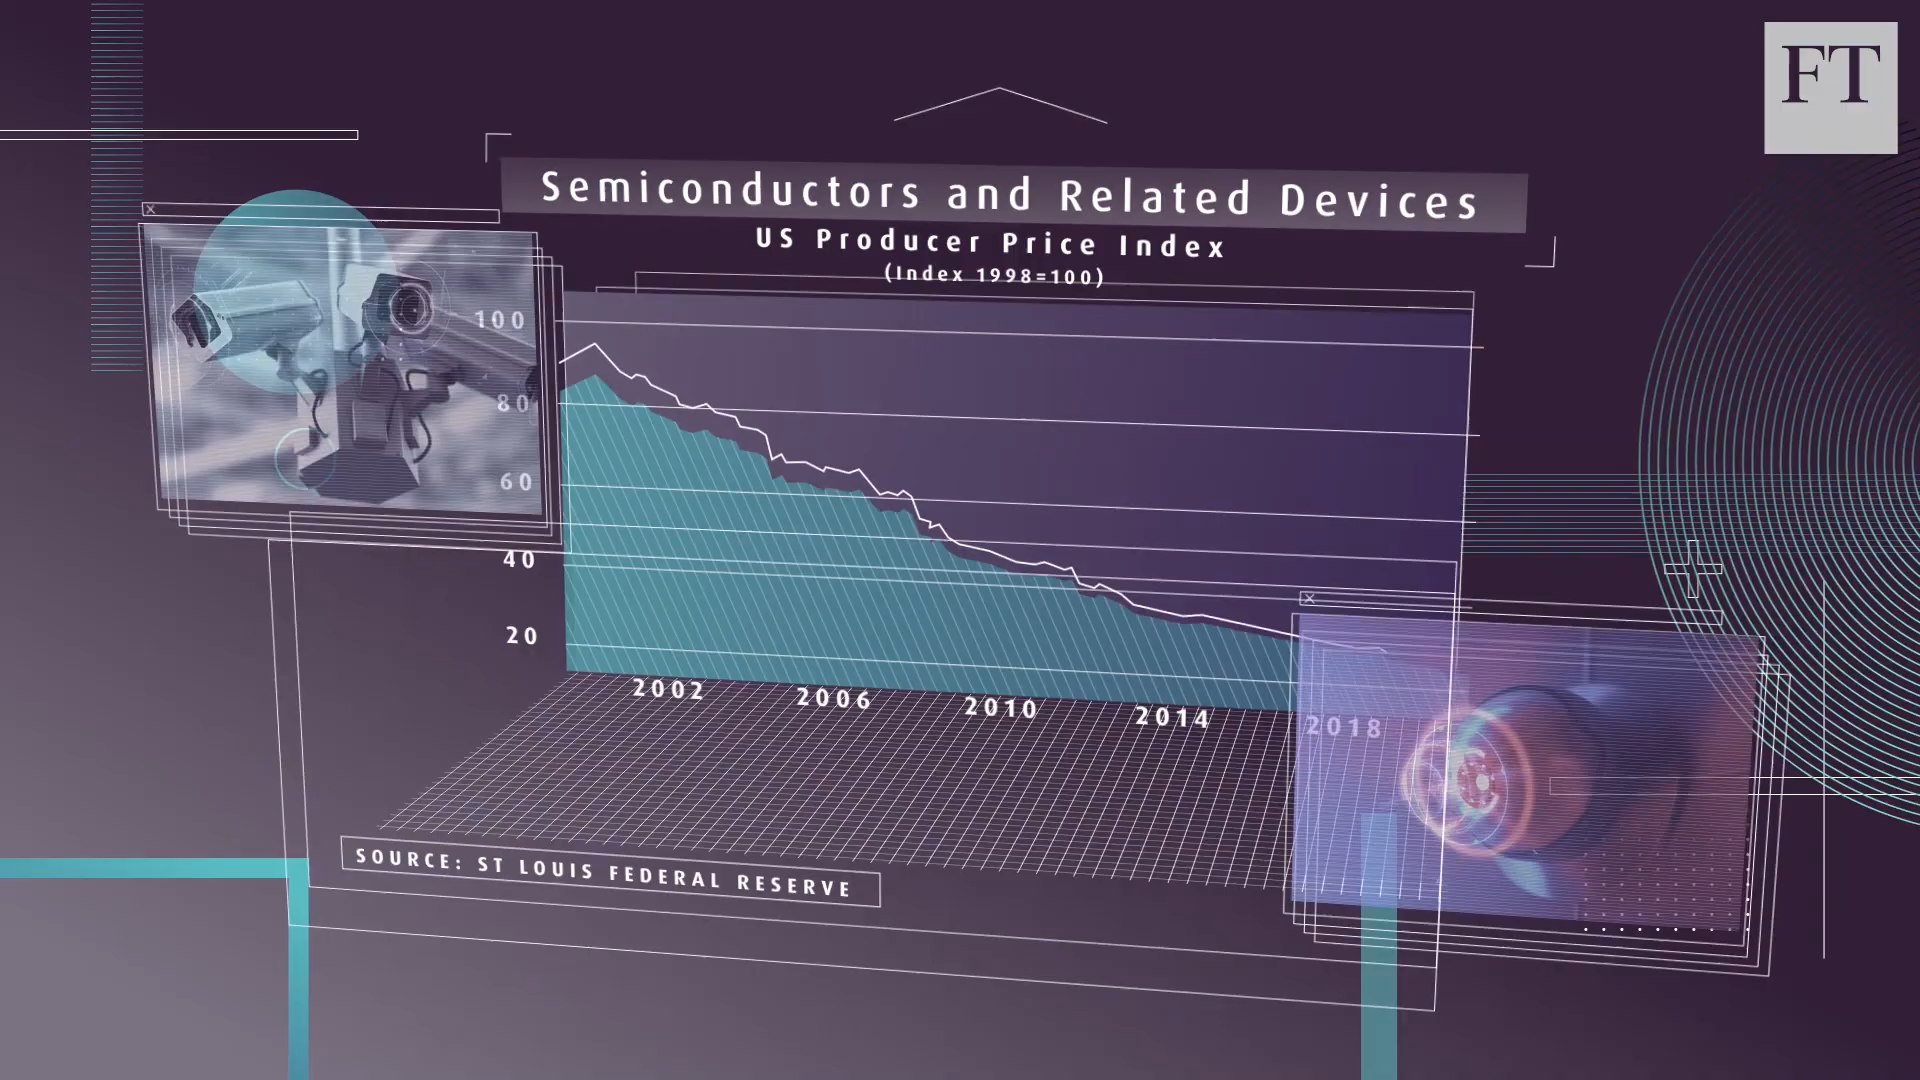 FT
Semiconductors and Related Devices
US Producer Price Index
(Index 1998=100)
100
80
60
40
20
2002
2006
2010
2014
2018
SOURCE: ST LOUIS FEDERAL RESERVE